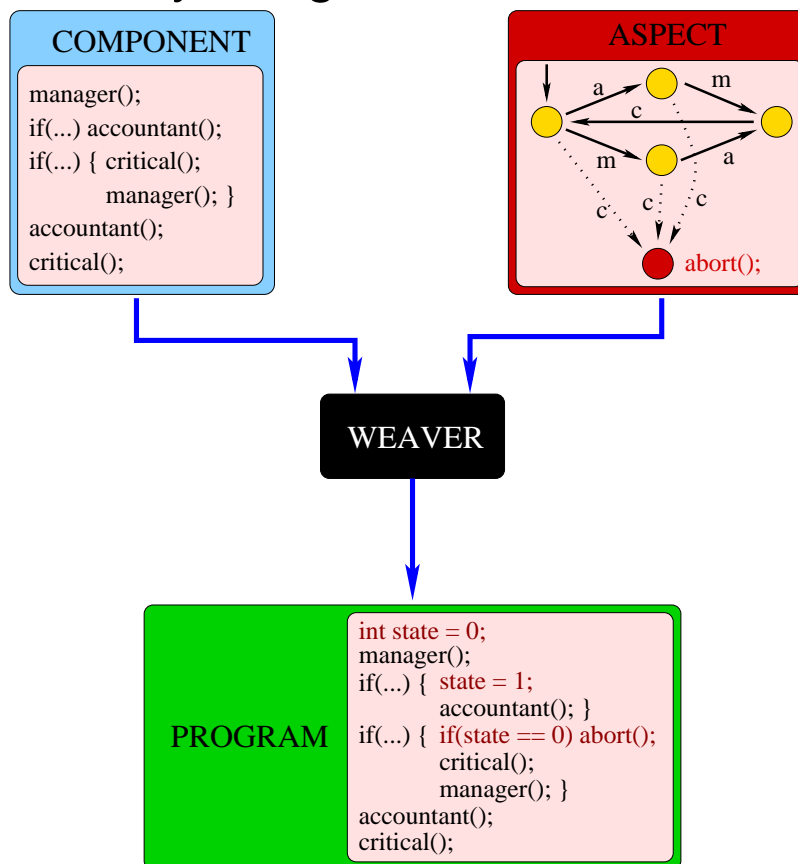 COMPONENT
manager();
if(...) accountant();
if(...) { critical();
manager(); }
accountant();
critical();
ASPECT
a
m
c
m
a
c
c
c
abort();
WEAVER
PROGRAM
int state = 0;
manager();
if(...) { state = 1;
accountant(); }
if(...) { if(state == 0) abort();
critical();
manager(); }
accountant();
critical();